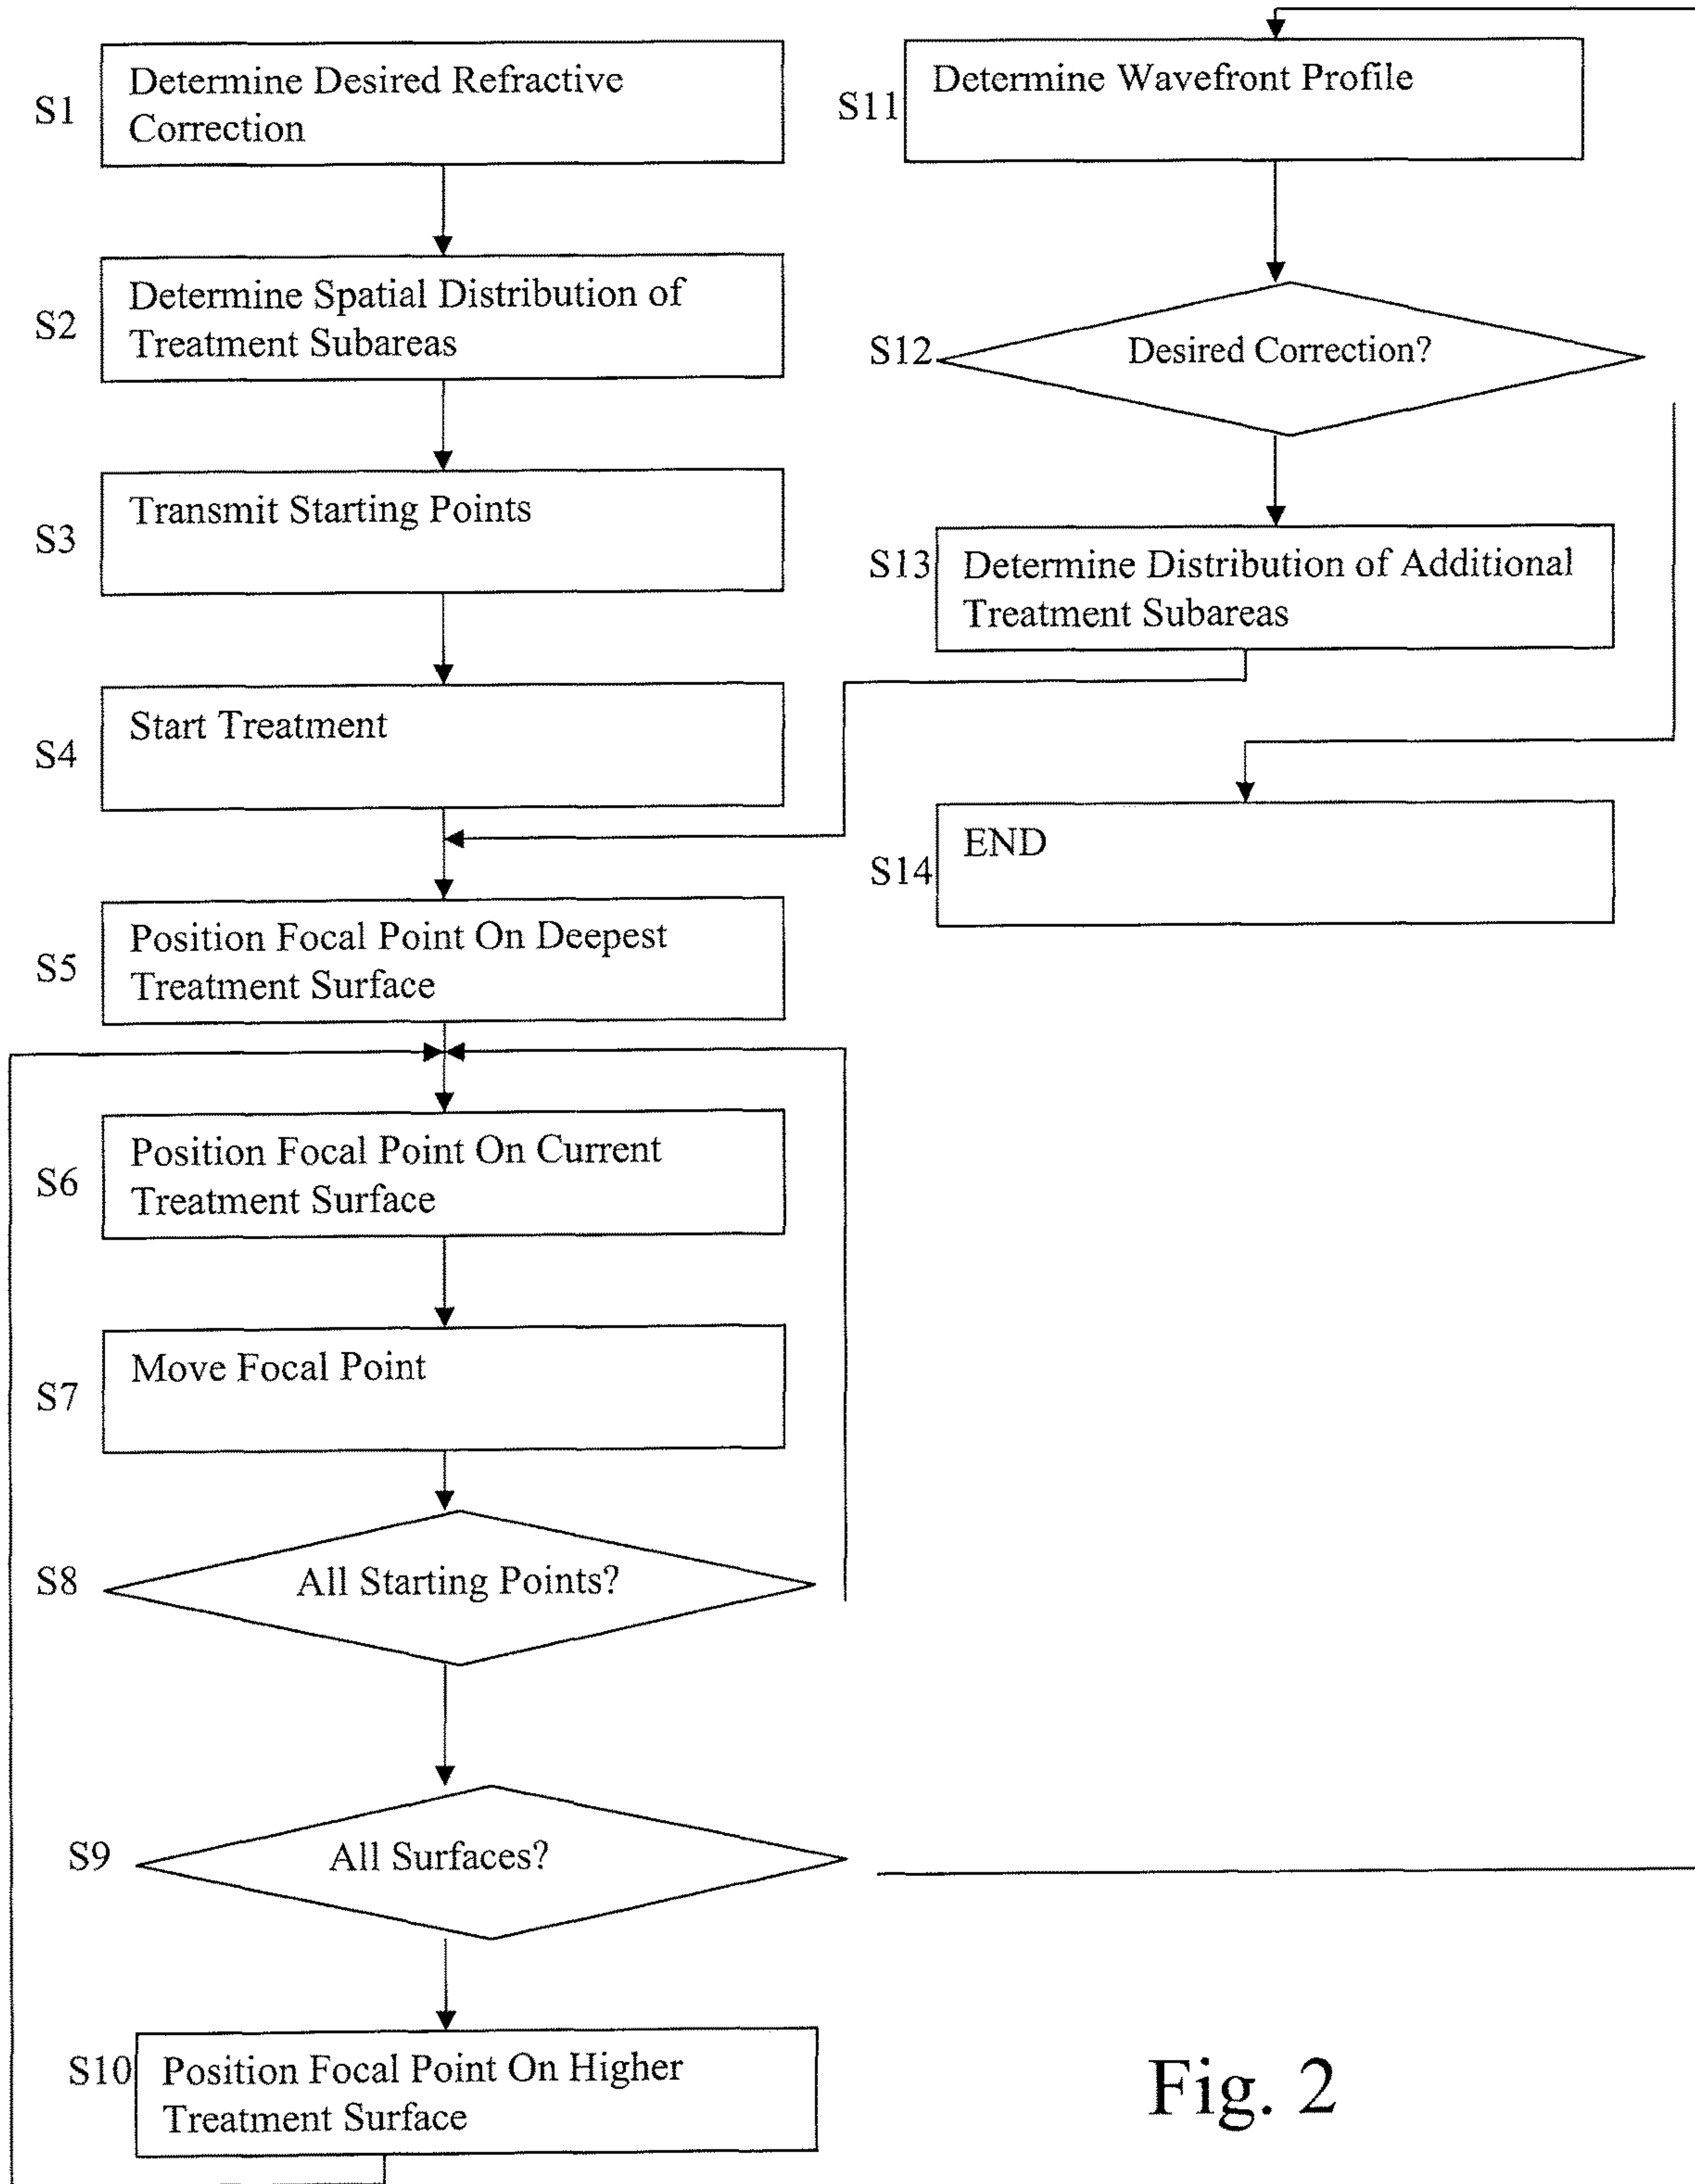 S1
Determine Desired Refractive
Correction
S2
Determine Spatial Distribution of
Treatment Subareas
S3
Transmit Starting Points
S4
Start Treatment
S5
Position Focal Point On Deepest
Treatment Surface
S6
Position Focal Point On Current
Treatment Surface
S7
Move Focal Point
S8
All Starting Points?
S9
All Surfaces?
S10
Position Focal Point On Higher
Treatment Surface
S11
Determine Wavefront Profile
S12
Desired Correction?
S13
Determine Distribution of Additional
Treatment Subareas
S14
END
Fig. 2